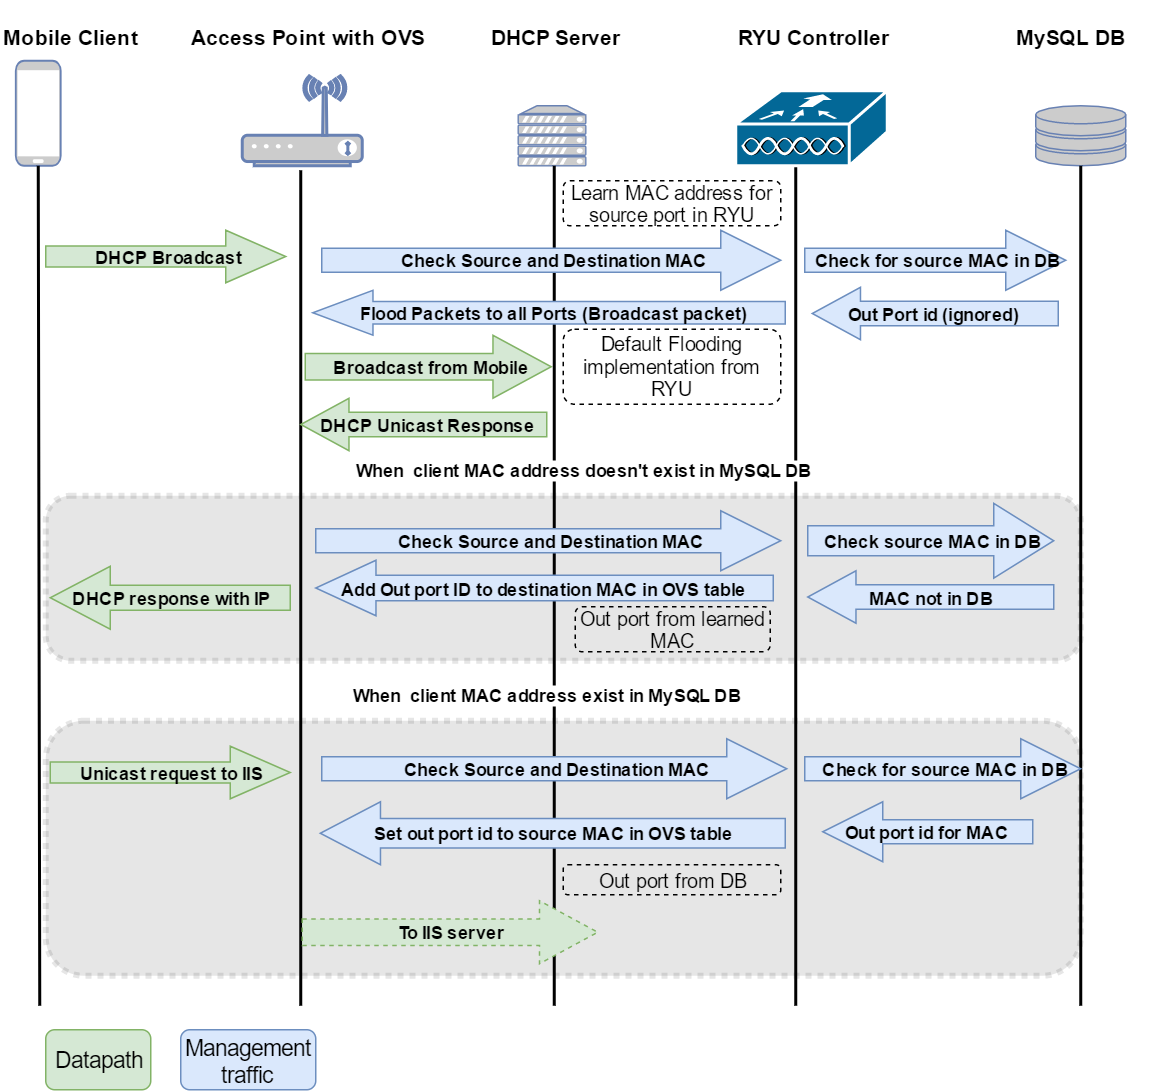 Mobile Client
Access Point with OVS
DHCP Server
RYU Controller
MySQL DB
Learn MAC address for
source port in RYU
DHCP Broadcast
Check Source and Destination MAC
Check for source MAC in DB
Flood Packets to all Ports (Broadcast packet)
Out Port id (ignored)
Broadcast from Mobile
Default Flooding
implementation from
RYU
DHCP Unicast Response
When client MAC address doesn't exist in MySQL DB
Check Source and Destination MAC
Check source MAC in DB
DHCP response with IP
Add Out port ID to destination MAC in OVS table
MAC not in DB
Out port from learned
MAC
When client MAC address exist in MySQL DB
Unicast request to IIS
Check Source and Destination MAC
Check for source MAC in DB
Set out port id to source MAC in OVS table
Out port id for MAC
Out port from DB
To IIS server
Datapath
Management
traffic